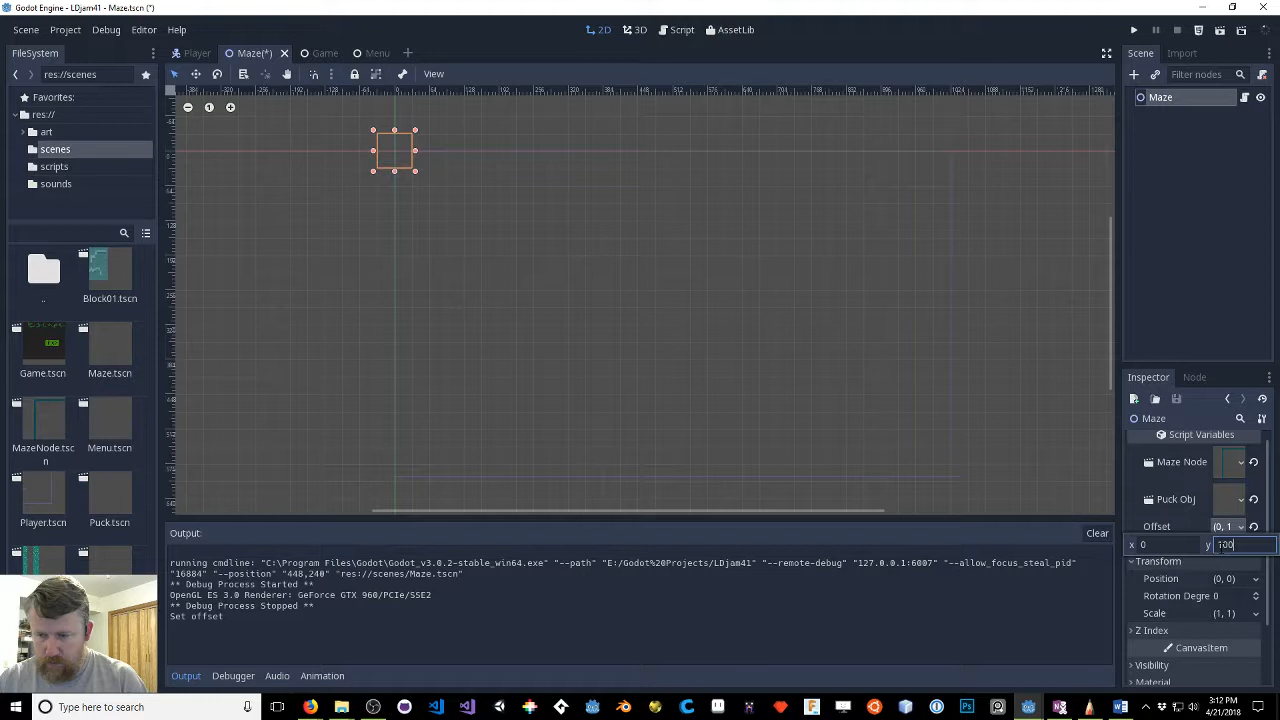 Godot Engine - LDjam41 - Maze.tscn (*)
Scene Project Debug Editor Help
2D 3D Script AssetLib
FileSystem
Player Maze(*) Game Menu
Scene Import
res://scenes
View
Filter nodes
Favorites:
res://
art
scenes
scripts
sounds
Maze
1
..
Block01.tscn
Game.tscn
Maze.tscn
MazeNode.tsc
n
Menu.tscn
Player.tscn
Puck.tscn
Inspector Node
Maze
Script Variables
Maze Node
Puck Obj
Offset (0, 1
x 0 y 100
Transform
Position (0, 0)
Rotation Degre 0
Scale (1, 1)
Z Index
CanvasItem
Visibility
Material
Output:
Clear
running cmdline: "C:\Program Files\Godot\Godot_v3.0.2-stable_win64.exe" "--path" "E:/Godot%20Projects/LDjam41" "--remote-debug" "127.0.0.1:6007" "--allow_focus_steal_pid"
"16884" "--position" "448,240" "res://scenes/Maze.tscn"
** Debug Process Started **
OpenGL ES 3.0 Renderer: GeForce GTX 960/PCIe/SSE2
** Debug Process Stopped **
Set offset
Output Debugger Audio Animation
Type here to search
3:12 PM
4/21/2018